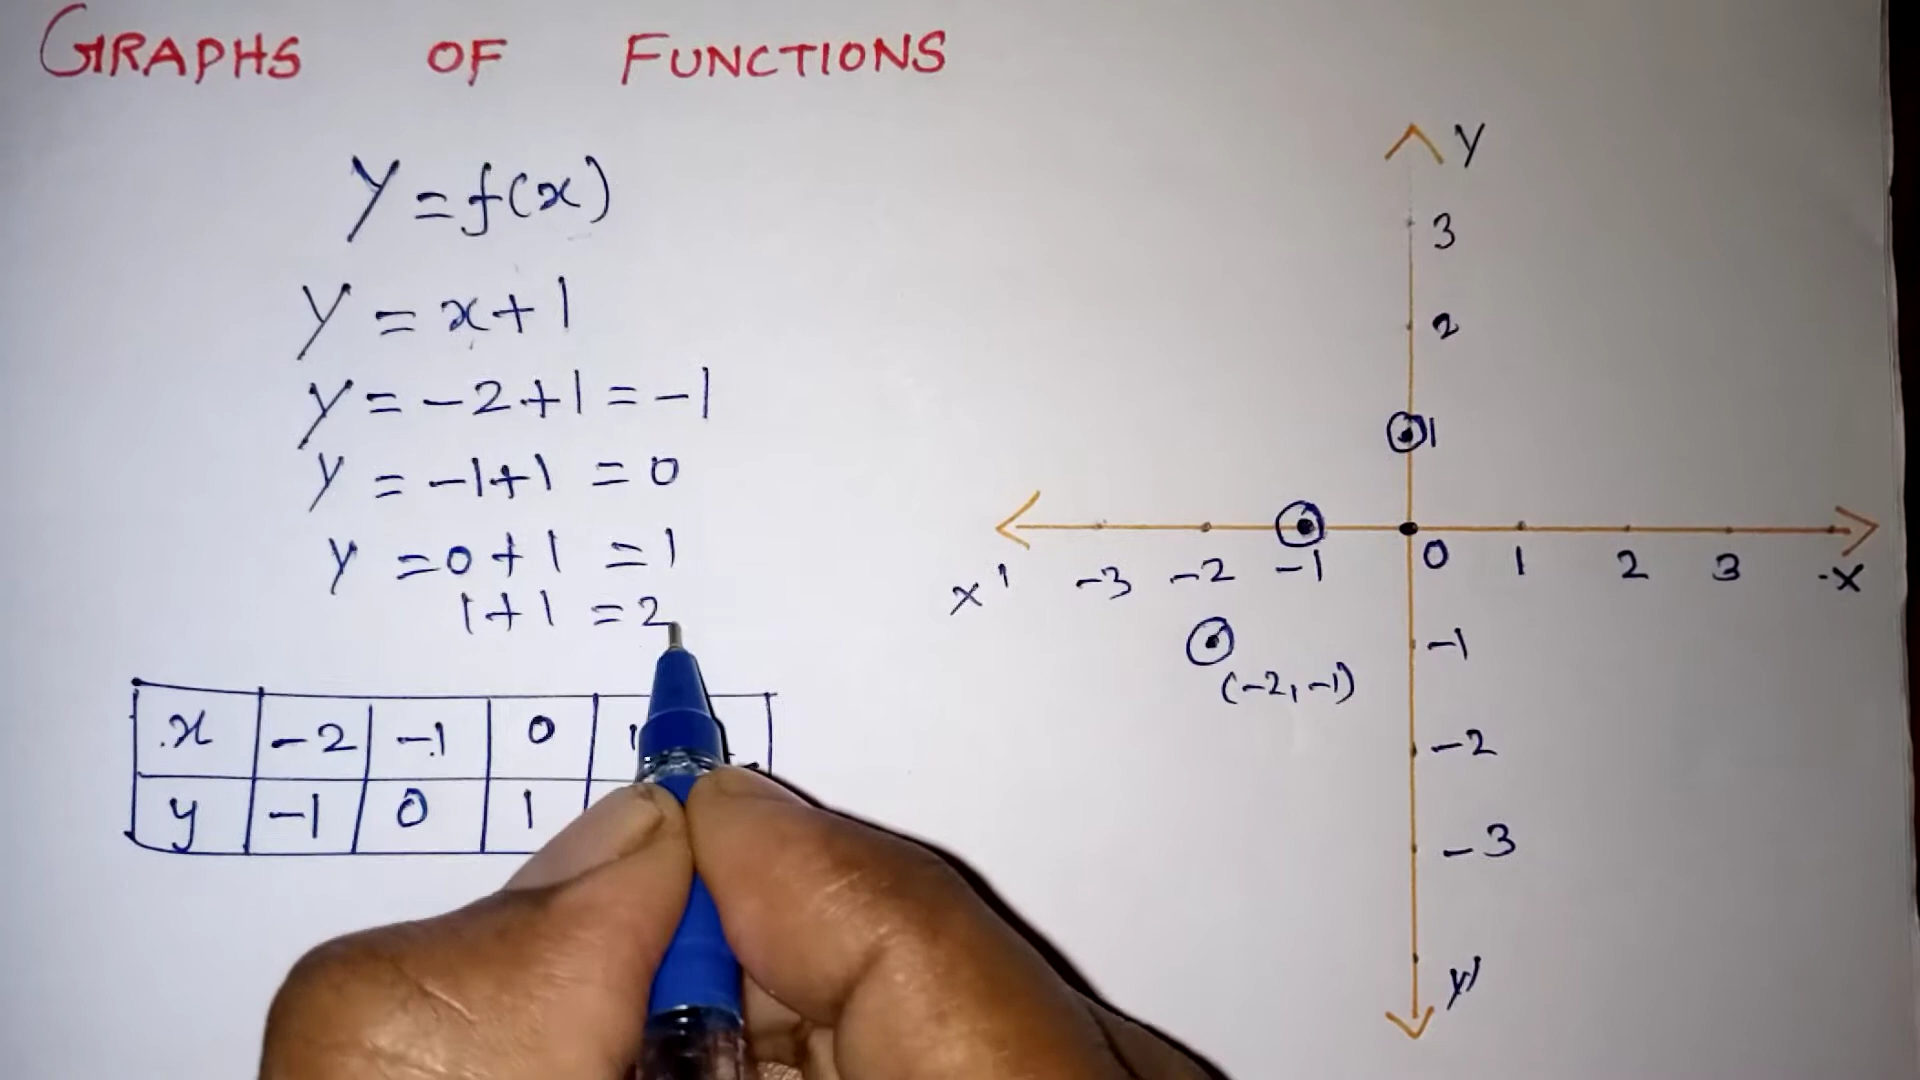 GRAPHS OF FUNCTIONS
Y = f(x)
Y = x + 1
y = -2 + 1 = -1
y = -1 + 1 = 0
y = 0 + 1 = 1
1 + 1 = 2
x -2 -1 0 1
y -1 0 1
Y
3
2
1
x' -3 -2 -1 0 1 2 3 -x
-1
(-2, -1)
-2
-3
y'